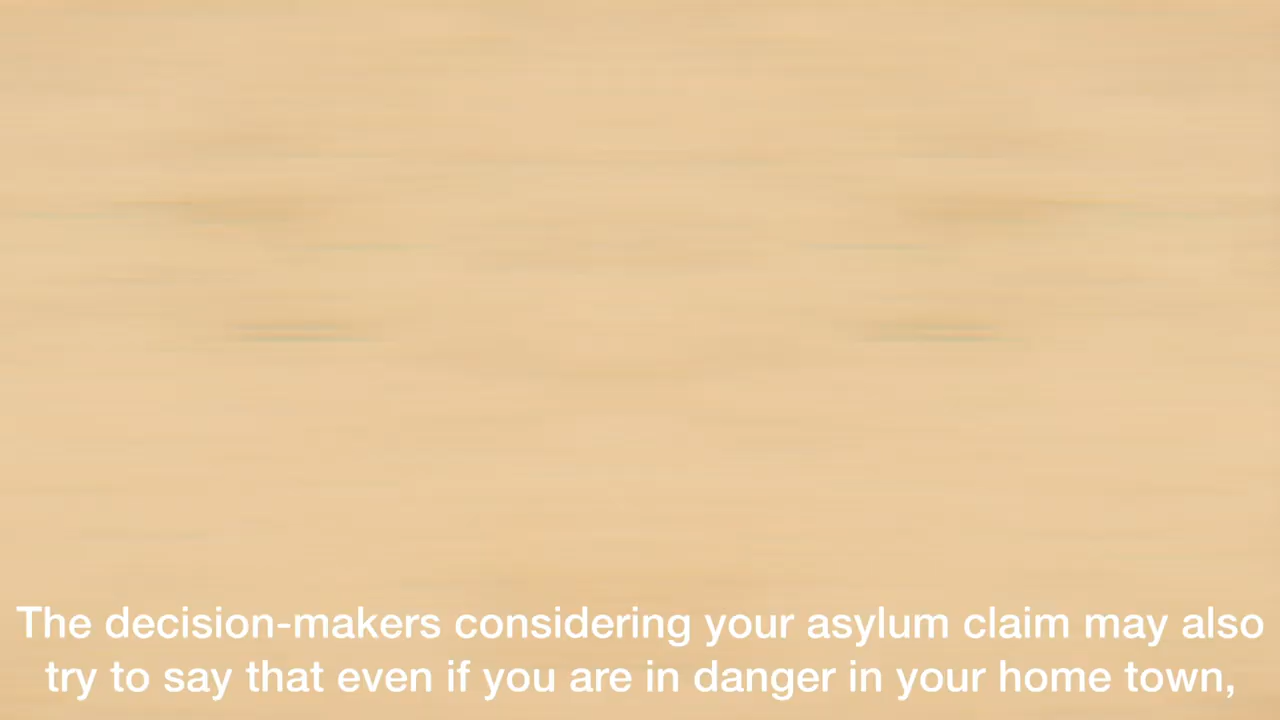 The decision-makers considering your asylum claim may also
try to say that even if you are in danger in your home town,